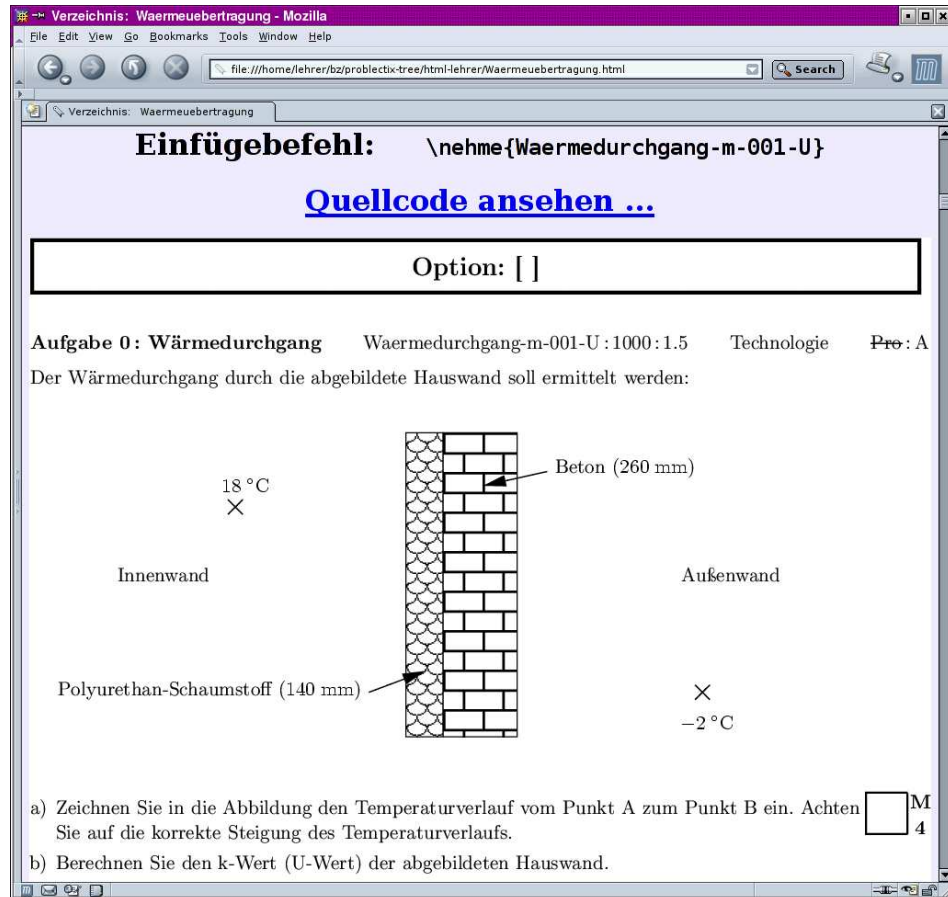 Verzeichnis: Waermeuebertragung - Mozilla
File Edit View Go Bookmarks Tools Window Help
file:///home/lehrer/bz/problectix-tree/html-lehrer/Waermeuebertragung.html Search
Verzeichnis: Waermeuebertragung
Einfügebefehl: \nehme{Waermedurchgang-m-001-U}
Quellcode ansehen ...
Option: [ ]
Aufgabe 0: Wärmedurchgang Waermedurchgang-m-001-U:1000:1.5 Technologie Pro: A
Der Wärmedurchgang durch die abgebildete Hauswand soll ermittelt werden:
Beton (260 mm)
18 °C
Innenwand Außenwand
Polyurethan-Schaumstoff (140 mm)
−2 °C
a) Zeichnen Sie in die Abbildung den Temperaturverlauf vom Punkt A zum Punkt B ein. Achten M
Sie auf die korrekte Steigung des Temperaturverlaufs. 4
b) Berechnen Sie den k-Wert (U-Wert) der abgebildeten Hauswand.